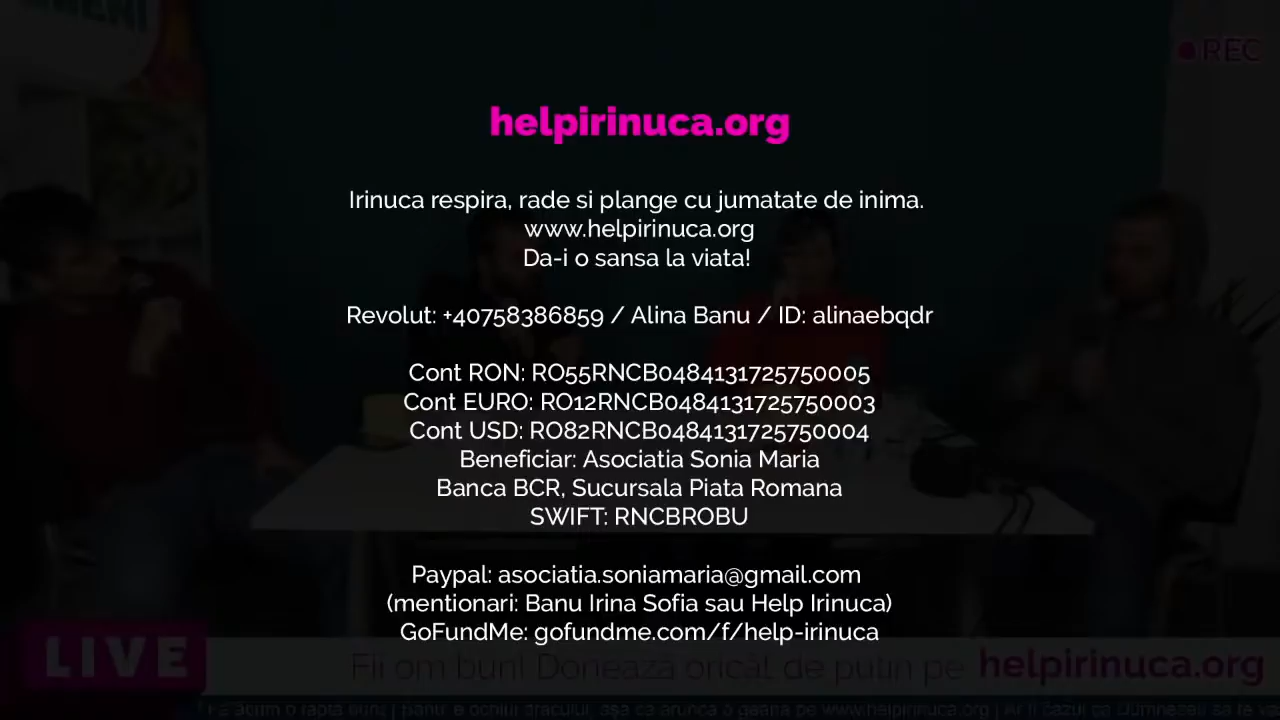 REC
helpirinuca.org
Irinuca respira, rade si plange cu jumatate de inima.
www.helpirinuca.org
Da-i o sansa la viata!
Revolut: +40758386859 / Alina Banu / ID: alinaebqdr
Cont RON: RO55RNCB0484131725750005
Cont EURO: RO12RNCB0484131725750003
Cont USD: RO82RNCB0484131725750004
Beneficiar: Asociatia Sonia Maria
Banca BCR, Sucursala Piata Romana
SWIFT: RNCBROBU
Paypal: asociatia.soniamaria@gmail.com
(mentionari: Banu Irina Sofia sau Help Irinuca)
GoFundMe: gofundme.com/f/help-irinuca
LIVE
Fii om bun! Donează oricât de puțin pe helpirinuca.org